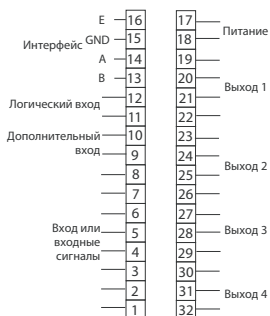 E 16 17 Питание
Интерфейс GND 15 18
A 14 19
B 13 20 Выход 1
Логический вход 12 21
11 22
Дополнительный вход 10 23
9 24 Выход 2
8 25
7 26
6 27
Вход или входные сигналы 5 28 Выход 3
4 29
3 30
2 31 Выход 4
1 32